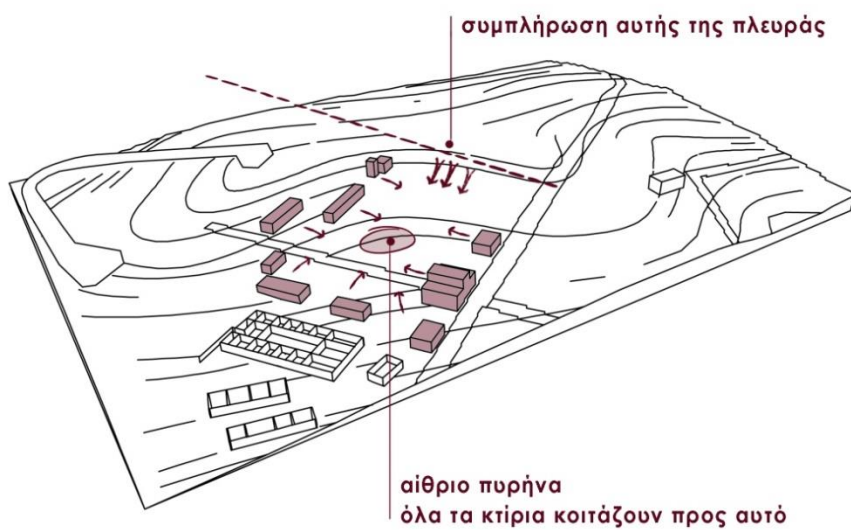 συμπλήρωση αυτής της πλευράς
αίθριο πυρήνα
όλα τα κτίρια κοιτάζουν προς αυτό